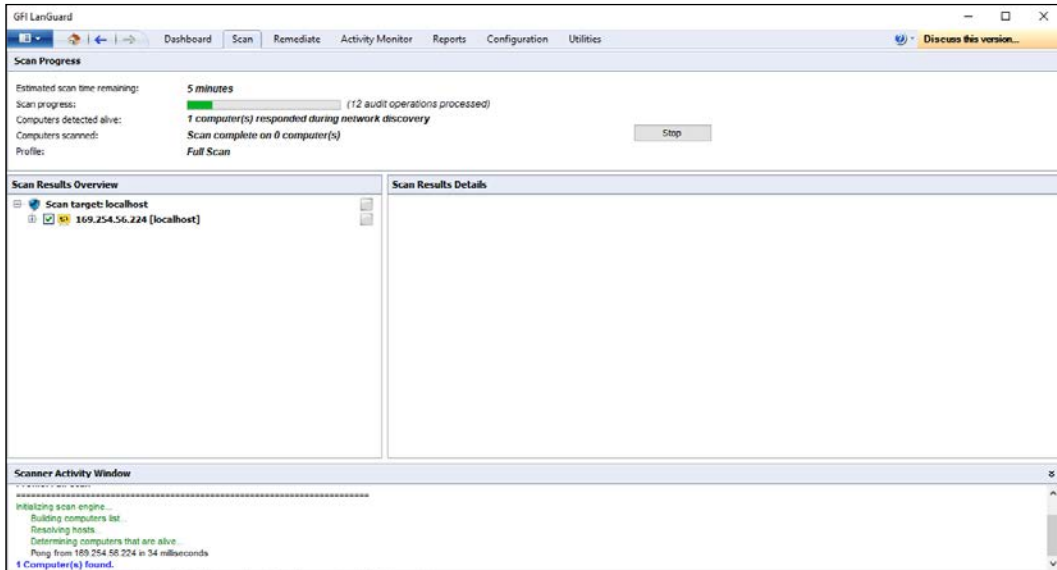 GFI LanGuard
Dashboard Scan Remediate Activity Monitor Reports Configuration Utilities Discuss this version...
Scan Progress
Estimated scan time remaining: 5 minutes
Scan progress: (12 audit operations processed)
Computers detected alive: 1 computer(s) responded during network discovery
Computers scanned: Scan complete on 0 computer(s)
Stop
Profile: Full Scan
Scan Results Overview
Scan Results Details
Scan target: localhost
169.254.56.224 [localhost]
Scanner Activity Window
Initializing scan engine...
Building computers list...
Resolving hosts...
Determining computers that are alive...
Pong from 169.254.56.224 in 34 milliseconds
1 Computer(s) found.